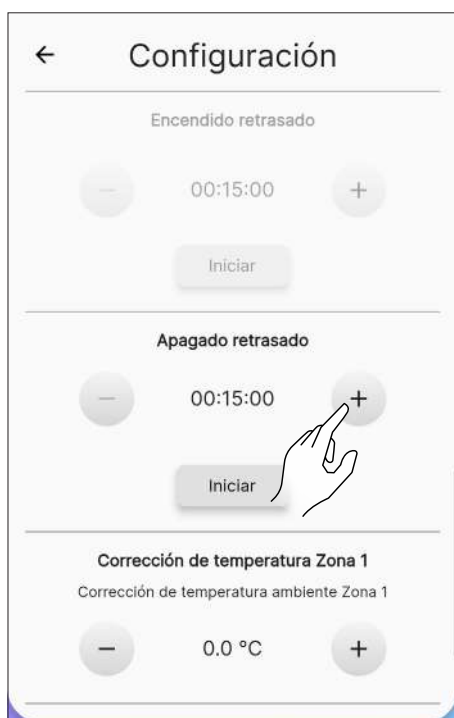 ← Configuración
Encendido retrasado
− 00:15:00 +
Iniciar
Apagado retrasado
− 00:15:00 +
Iniciar
Corrección de temperatura Zona 1
Corrección de temperatura ambiente Zona 1
− 0.0 °C +